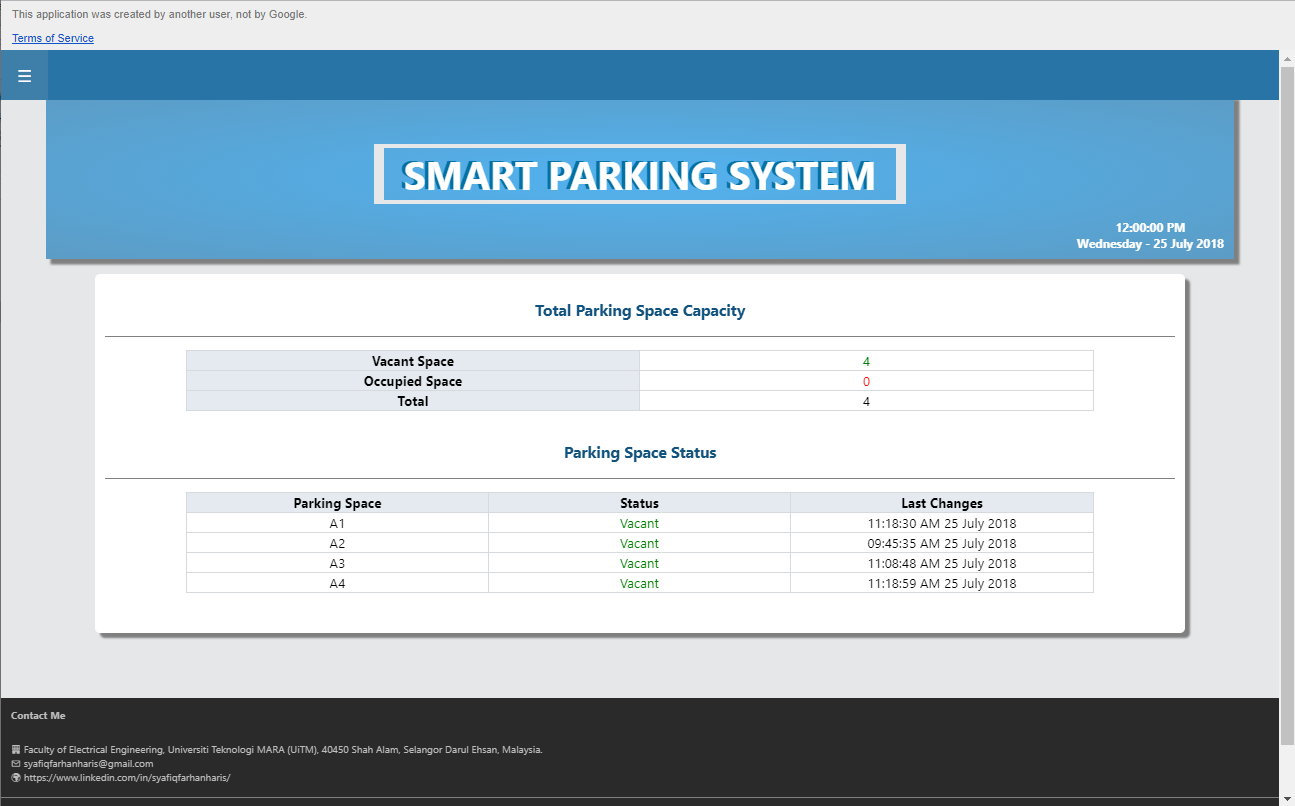 This application was created by another user, not by Google.
Terms of Service
☰
SMART PARKING SYSTEM
12:00:00 PM
Wednesday - 25 July 2018
Total Parking Space Capacity
Vacant Space 4
Occupied Space 0
Total 4
Parking Space Status
Parking Space Status Last Changes
A1 Vacant 11:18:30 AM 25 July 2018
A2 Vacant 09:45:35 AM 25 July 2018
A3 Vacant 11:08:48 AM 25 July 2018
A4 Vacant 11:18:59 AM 25 July 2018
Contact Me
Faculty of Electrical Engineering, Universiti Teknologi MARA (UiTM), 40450 Shah Alam, Selangor Darul Ehsan, Malaysia.
syafiqfarhanharis@gmail.com
https://www.linkedin.com/in/syafiqfarhanharis/